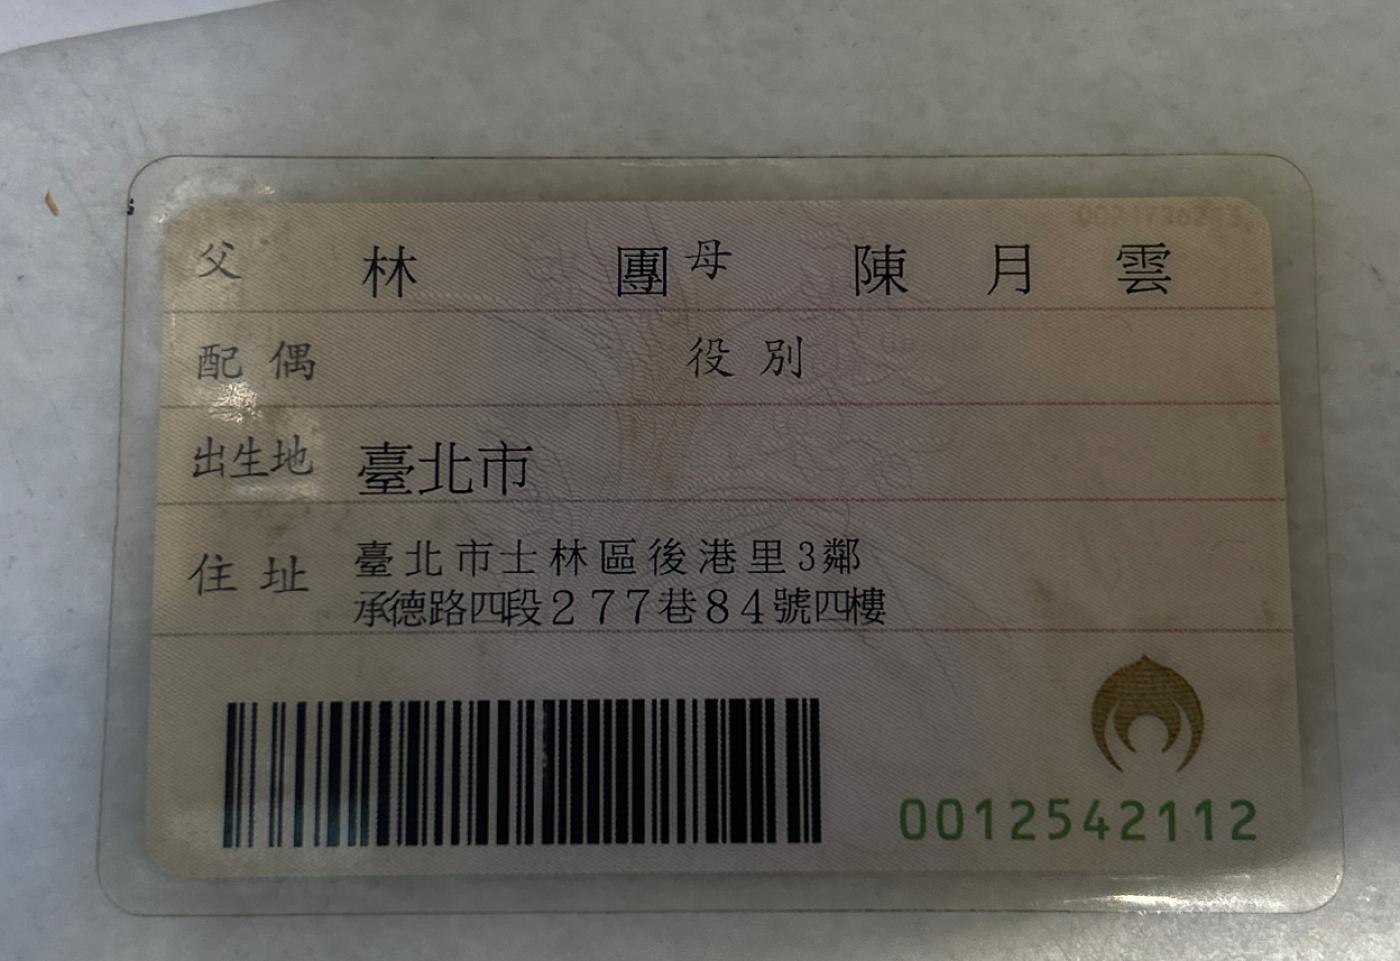 父 林 團 母 陳 月 雲
配偶 役別
出生地 臺北市
住址 臺北市士林區後港里3鄰
承德路四段277巷84號四樓
0012542112